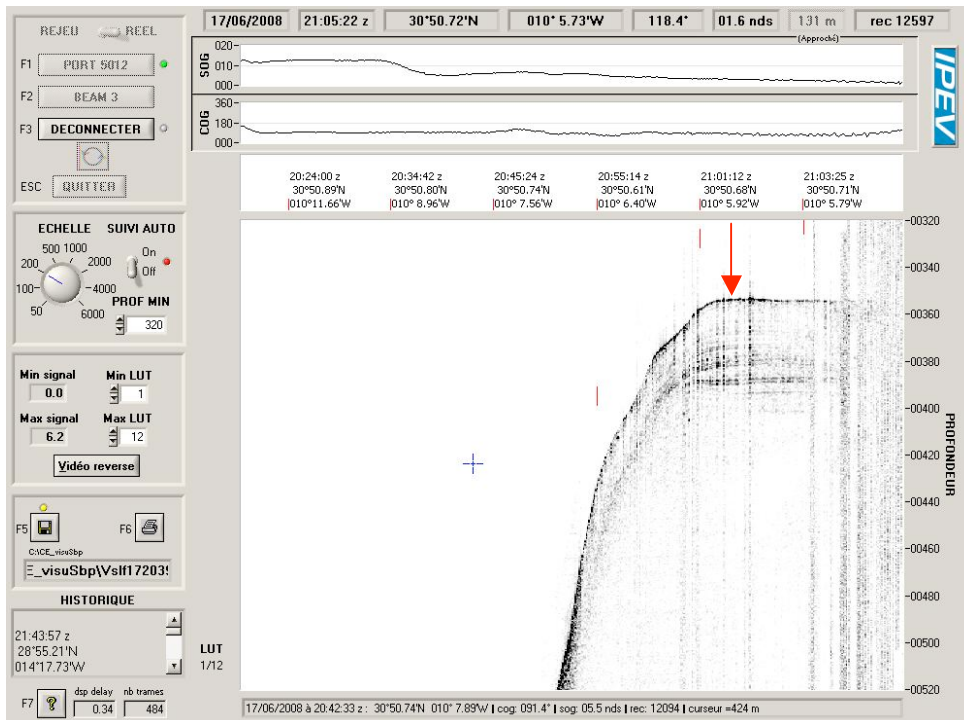 REJEU REEL
F1 PORT 5012
F2 BEAM 3
F3 DECONNECTER
ESC QUITTER
17/06/2008 21:05:22 z 30°50.72'N 010° 5.73'W 118.4° 01.6 nds 131 m rec 12597
(Approché)
SOG
020-
010-
000-
COG
360-
180-
000-
IPEV
20:24:00 z 20:34:42 z 20:45:24 z 20:55:14 z 21:01:12 z 21:03:25 z
30°50.89'N 30°50.80'N 30°50.74'N 30°50.61'N 30°50.68'N 30°50.71'N
010°11.66'W 010° 8.96'W 010° 7.56'W 010° 6.40'W 010° 5.92'W 010° 5.79'W
ECHELLE SUIVI AUTO
50 100 200 500 1000 2000 4000 6000
On
Off
PROF MIN
320
Min signal Min LUT
0.0 1
Max signal Max LUT
6.2 12
Vidéo reverse
F5 F6
C:\CE_visuSbp
E_visuSbp\Vslf172039
HISTORIQUE
21:43:57 z
28°55.21'N
014°17.73'W
F7 ? dsp delay nb trames
0.34 484
LUT
1/12
-00320
-00340
-00360
-00380
-00400
-00420
-00440
-00460
-00480
-00500
-00520
PROFONDEUR
17/06/2008 à 20:42:33 z : 30°50.74'N 010° 7.89'W | cog: 091.4° | sog: 05.5 nds | rec: 12094 | curseur =424 m